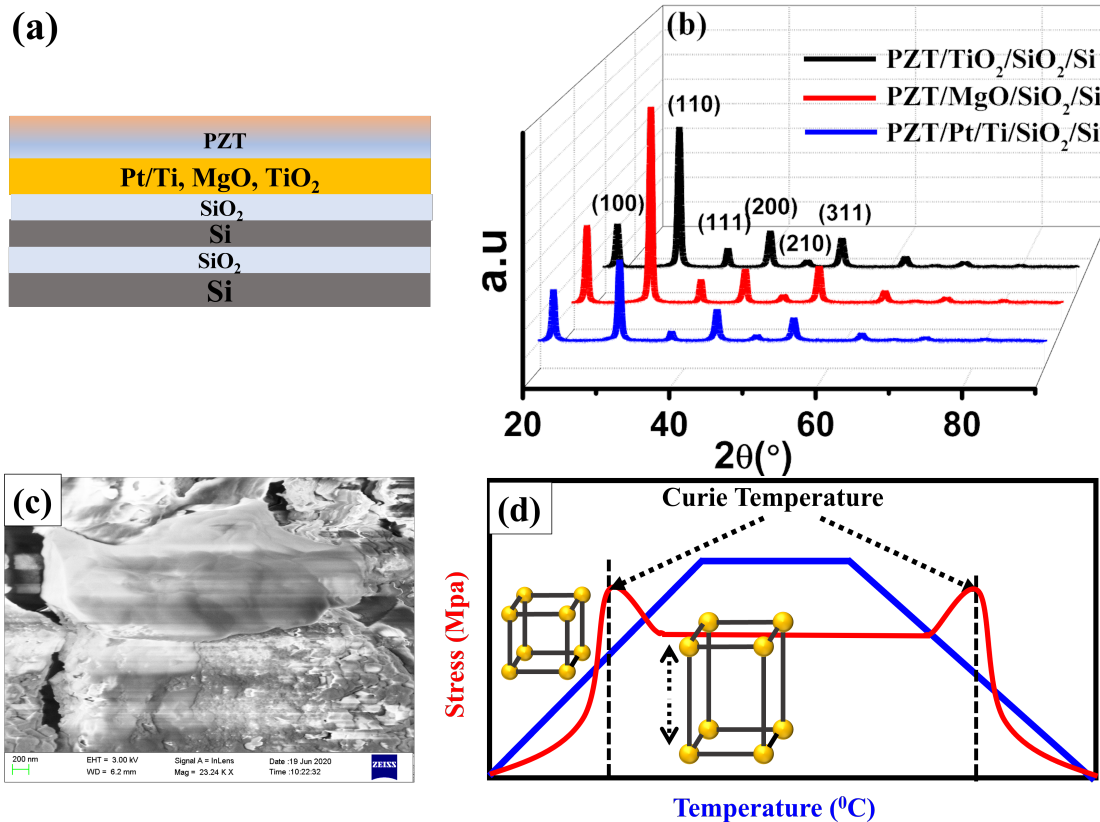 (a)
PZT
Pt/Ti, MgO, TiO₂
SiO₂
Si
SiO₂
Si
(b)
PZT/TiO₂/SiO₂/Si
PZT/MgO/SiO₂/Si
PZT/Pt/Ti/SiO₂/Si
(110)
(100)
(111)
(200)
(210)
(311)
a.u
20
40
60
80
2θ(°)
(c)
200 nm
EHT = 3.00 kV
WD = 6.2 mm
Signal A = InLens
Mag = 23.24 K X
Date :19 Jun 2020
Time :10:22:32
ZEISS
(d)
Curie Temperature
Stress (Mpa)
Temperature (⁰C)